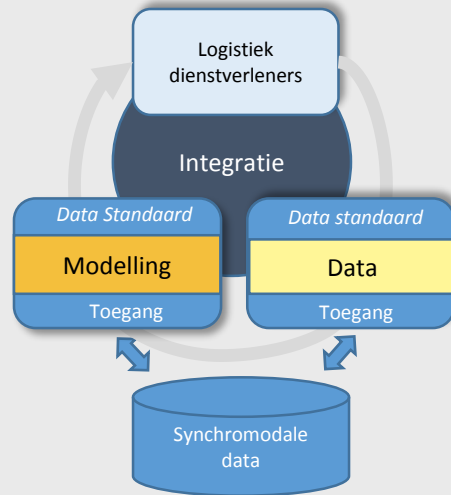 Logistiek
dienstverleners
Integratie
Data Standaard
Modelling
Toegang
Data standaard
Data
Toegang
Synchromodale
data